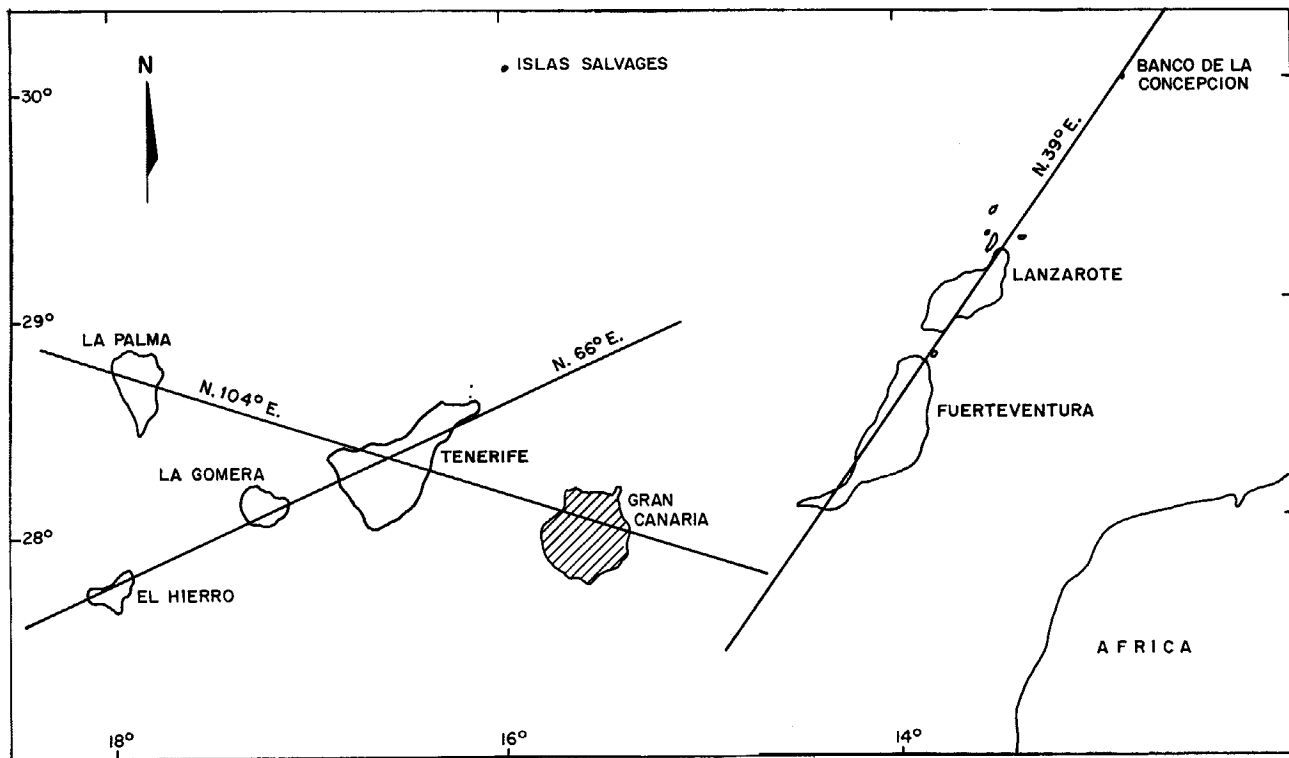 N
ISLAS SALVAGES
BANCO DE LA
CONCEPCION
30°
N. 39° E.
LANZAROTE
29°
LA PALMA
N. 66° E.
N. 104° E.
FUERTEVENTURA
TENERIFE
LA GOMERA
GRAN
CANARIA
28°
EL HIERRO
AFRICA
18°
16°
14°